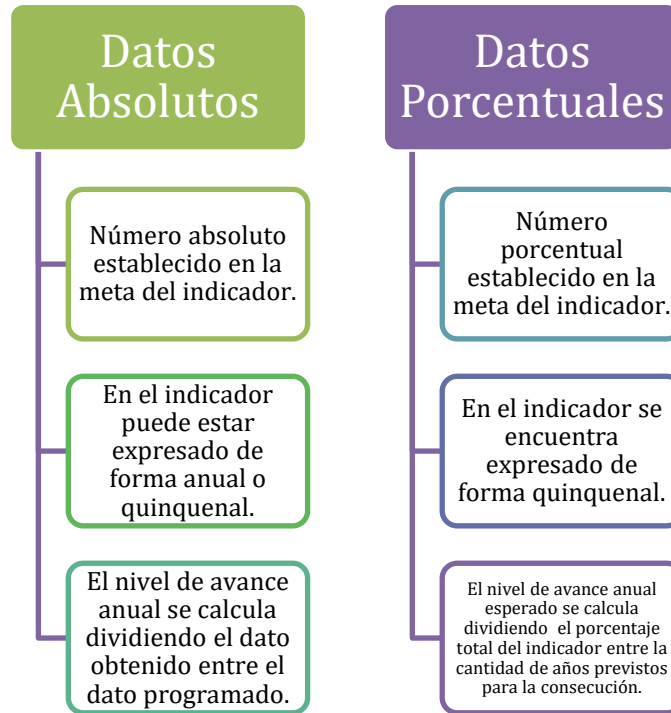 Datos
Absolutos
Número absoluto
establecido en la
meta del indicador.
En el indicador
puede estar
expresado de
forma anual o
quinquenal.
El nivel de avance
anual se calcula
dividiendo el dato
obtenido entre el
dato programado.
Datos
Porcentuales
Número
porcentual
establecido en la
meta del indicador.
En el indicador se
encuentra
expresado de
forma quinquenal.
El nivel de avance anual
esperado se calcula
dividiendo el porcentaje
total del indicador entre la
cantidad de años previstos
para la consecución.